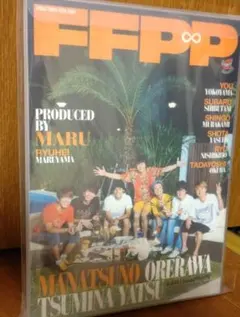 FFPP
∞
PRODUCED
BY
MARU
RYUHEI
MARUYAMA
YOU
YOKOYAMA
SUBARU
SHIBUTANI
SHINGO
MURAKAMI
SHOTA
YASUDA
RYO
NISHIKIDO
TADAYOSHI
OKURA
MANATSUNO ORERAWA
TSUMINA YATSU